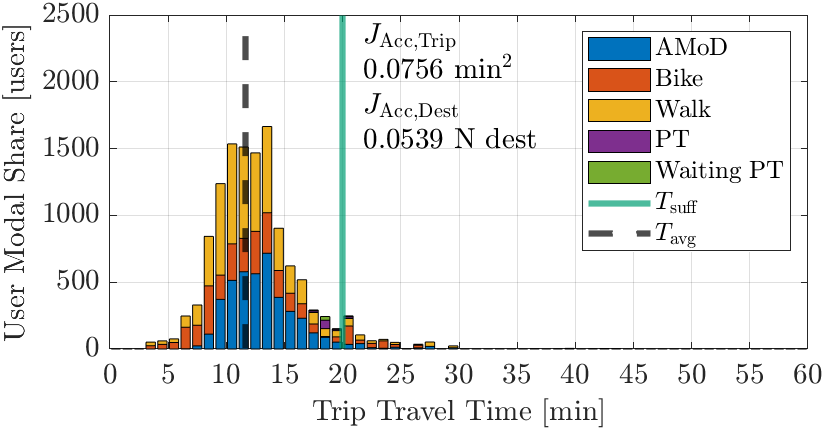 2500
2000
1500
1000
500
0
User Modal Share [users]
J_Acc,Trip
0.0756 min²
J_Acc,Dest
0.0539 N dest
AMoD
Bike
Walk
PT
Waiting PT
T_suff
T_avg
0 5 10 15 20 25 30 35 40 45 50 55 60
Trip Travel Time [min]